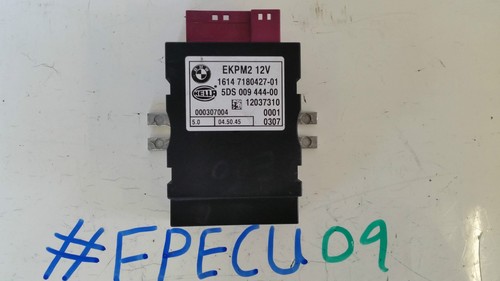 BMW
EKPM2 12V
1614 7180427-01
HELLA
5DS 009 444-00
12037310
000307004 0001
5.0 04.50.45 0307
#FPECU09